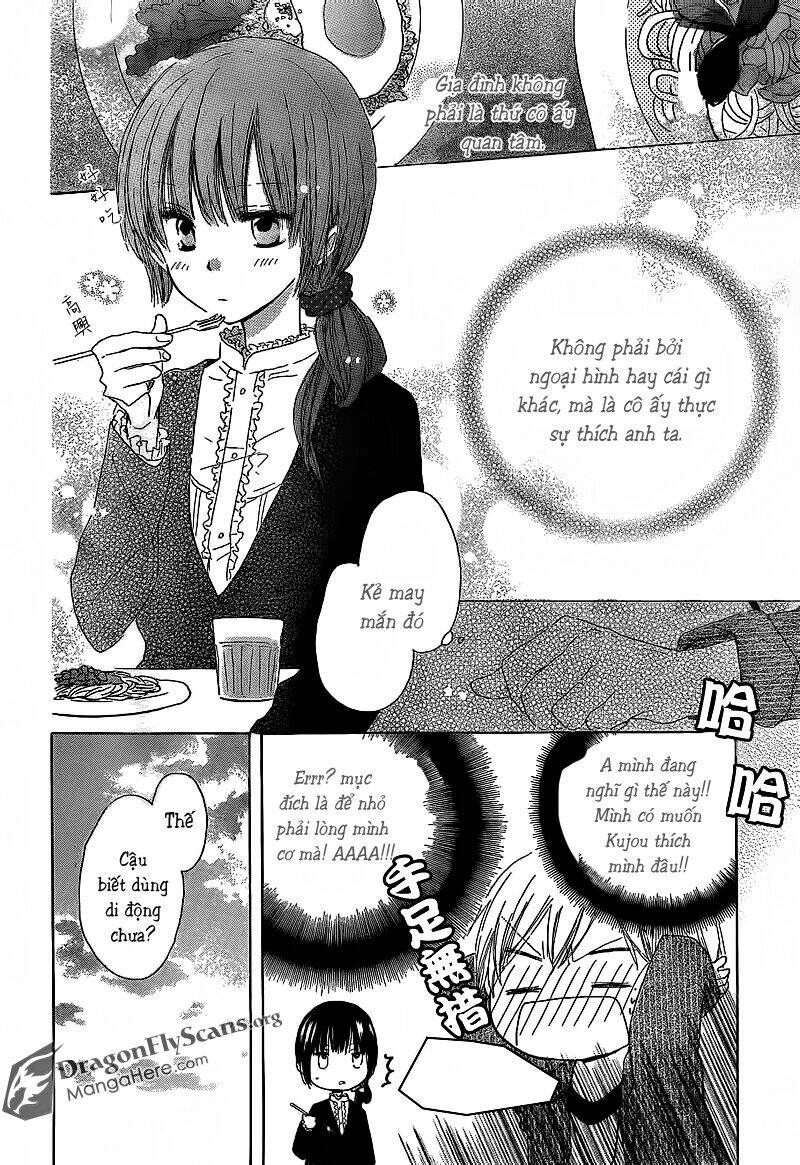 Gia đình không
phải là thứ cô ấy
quan tâm.
好好吃
高興
Không phải bởi
ngoại hình hay cái gì
khác, mà là cô ấy thực
sự thích anh ta.
Kẻ may
mắn đó
哈
哈
A mình đang
nghĩ gì thế này!!
Mình có muốn
Kujou thích
mình đâu!!
Errr? mục
đích là để nhỏ
phải lòng mình
cơ mà! AAAA!!!
手足無措
Thế
Cậu
biết dùng
di động
chưa?
DragonFlyScans.org
MangaHere.com